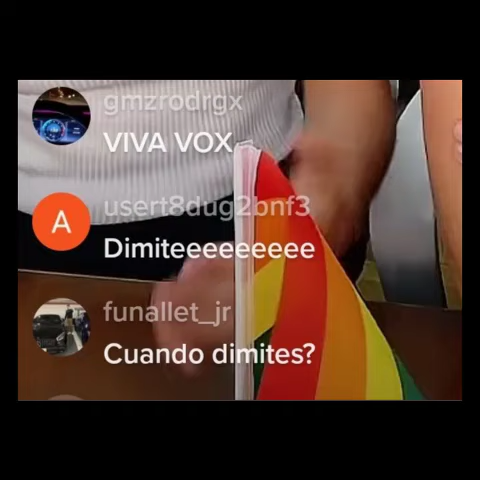 gmzrodrgx
VIVA VOX
A
usert8dug2bnf3
Dimiteeeeeeeee
funallet_jr
Cuando dimites?